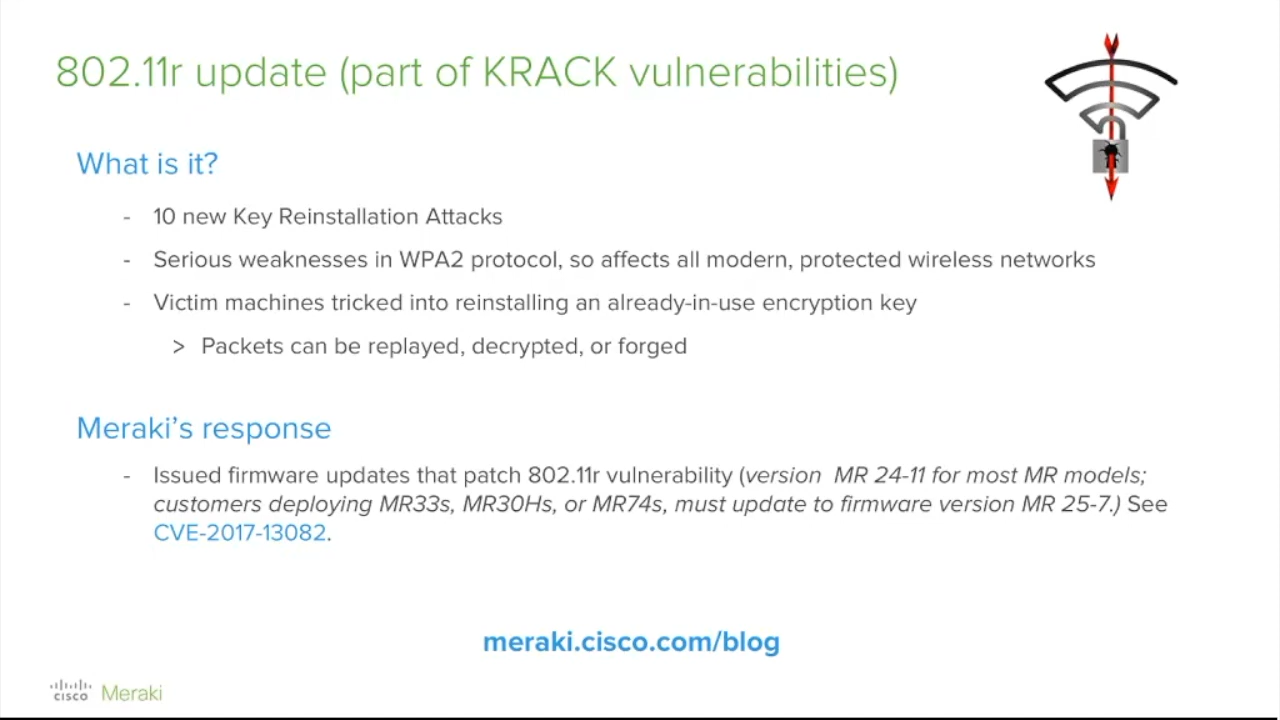 802.11r update (part of KRACK vulnerabilities)
What is it?
- 10 new Key Reinstallation Attacks
- Serious weaknesses in WPA2 protocol, so affects all modern, protected wireless networks
- Victim machines tricked into reinstalling an already-in-use encryption key
> Packets can be replayed, decrypted, or forged
Meraki's response
- Issued firmware updates that patch 802.11r vulnerability (version MR 24-11 for most MR models;
customers deploying MR33s, MR30Hs, or MR74s, must update to firmware version MR 25-7.) See
CVE-2017-13082.
meraki.cisco.com/blog
cisco Meraki